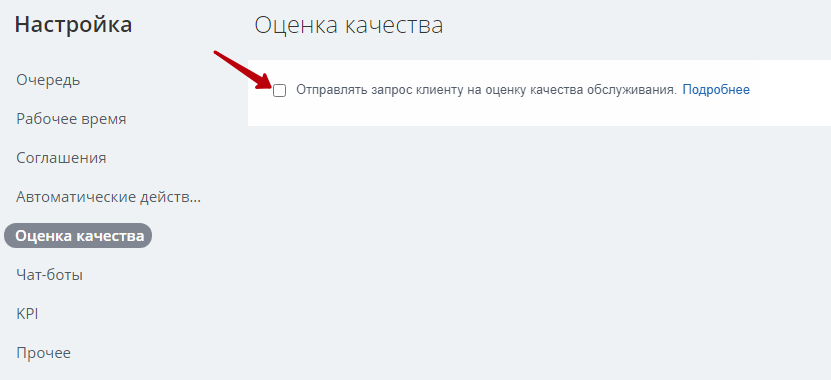 Настройка
Очередь
Рабочее время
Соглашения
Автоматические действ...
Оценка качества
Чат-боты
KPI
Прочее
Оценка качества
Отправлять запрос клиенту на оценку качества обслуживания. Подробнее